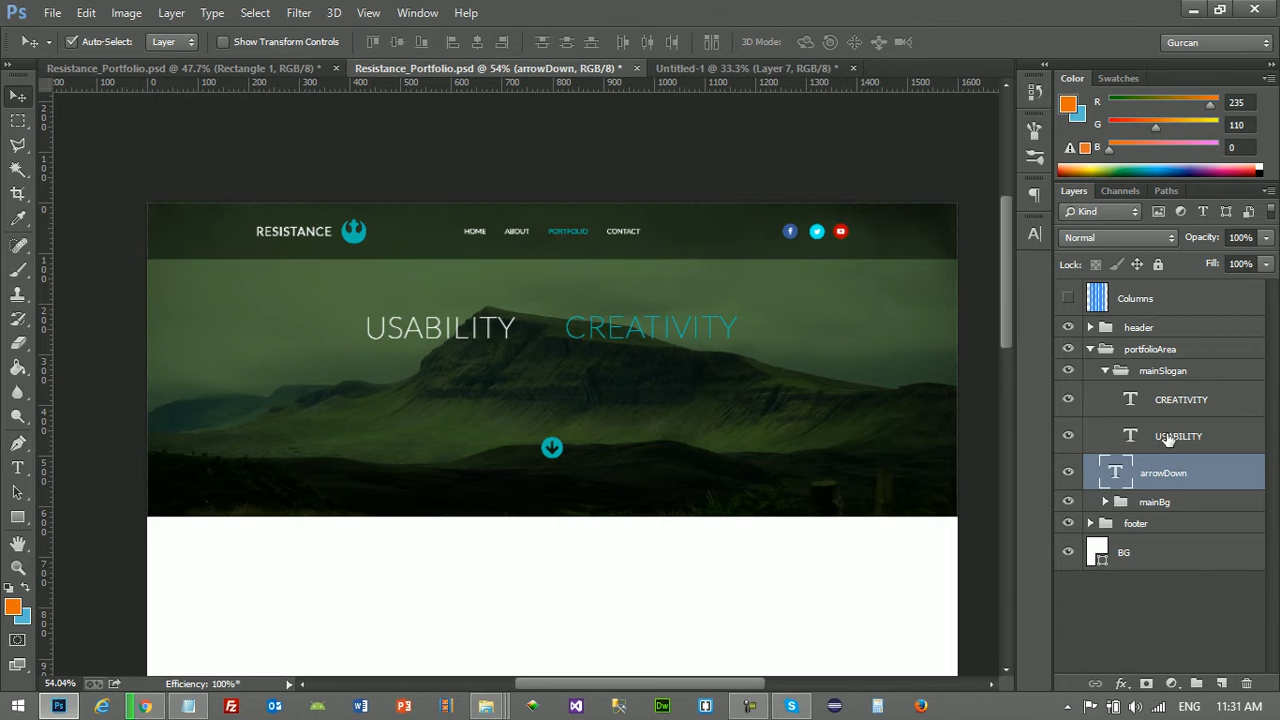 Ps File Edit Image Layer Type Select Filter 3D View Window Help
Auto-Select: Layer Show Transform Controls 3D Mode: Gurcan
Resistance_Portfolio.psd @ 47.7% (Rectangle 1, RGB/8) * × Resistance_Portfolio.psd @ 54% (arrowDown, RGB/8) * × Untitled-1 @ 33.3% (Layer 7, RGB/8) * ×
Color Swatches
R 235
G 110
B 0
Layers Channels Paths
Kind
Normal Opacity: 100%
Lock: Fill: 100%
Columns
header
portfolioArea
mainSlogan
CREATIVITY
USABILITY
arrowDown
mainBg
footer
BG
RESISTANCE HOME ABOUT PORTFOLIO CONTACT
USABILITY CREATIVITY
54.04% Efficiency: 100%*
ENG 11:31 AM